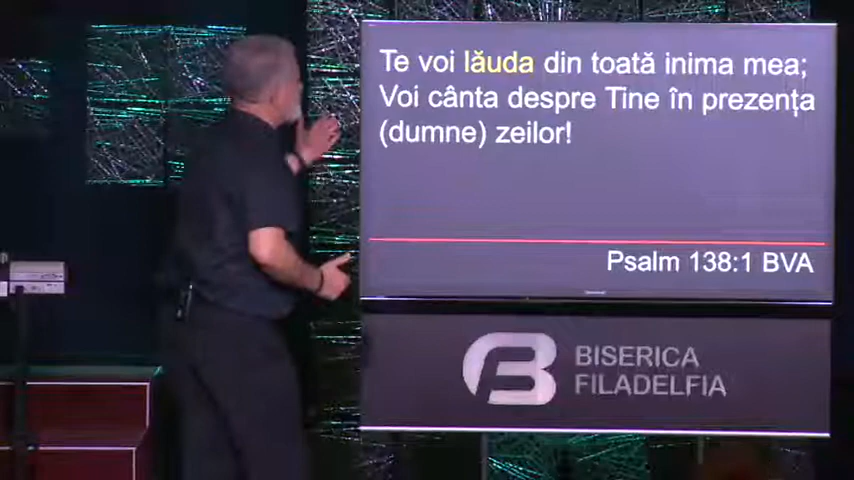 Te voi lăuda din toată inima mea;
Voi cânta despre Tine în prezența
(dumne) zeilor!
Psalm 138:1 BVA
BISERICA
FILADELFIA